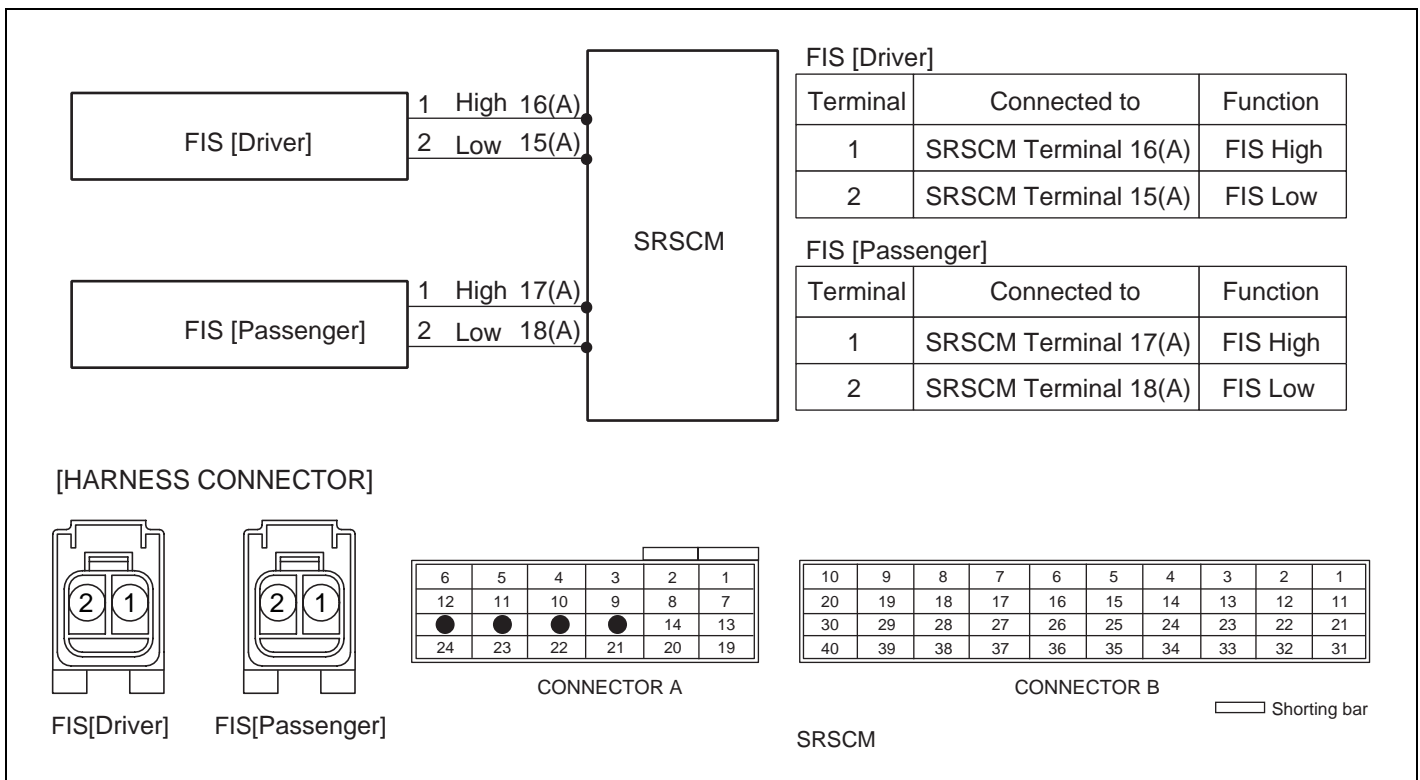 FIS [Driver]
1 High 16(A)
2 Low 15(A)
FIS [Passenger]
1 High 17(A)
2 Low 18(A)
SRSCM
FIS [Driver]
Terminal Connected to Function
1 SRSCM Terminal 16(A) FIS High
2 SRSCM Terminal 15(A) FIS Low
FIS [Passenger]
Terminal Connected to Function
1 SRSCM Terminal 17(A) FIS High
2 SRSCM Terminal 18(A) FIS Low
[HARNESS CONNECTOR]
2 1
FIS[Driver]
2 1
FIS[Passenger]
6 5 4 3 2 1
12 11 10 9 8 7
14 13
24 23 22 21 20 19
CONNECTOR A
10 9 8 7 6 5 4 3 2 1
20 19 18 17 16 15 14 13 12 11
30 29 28 27 26 25 24 23 22 21
40 39 38 37 36 35 34 33 32 31
CONNECTOR B
Shorting bar
SRSCM